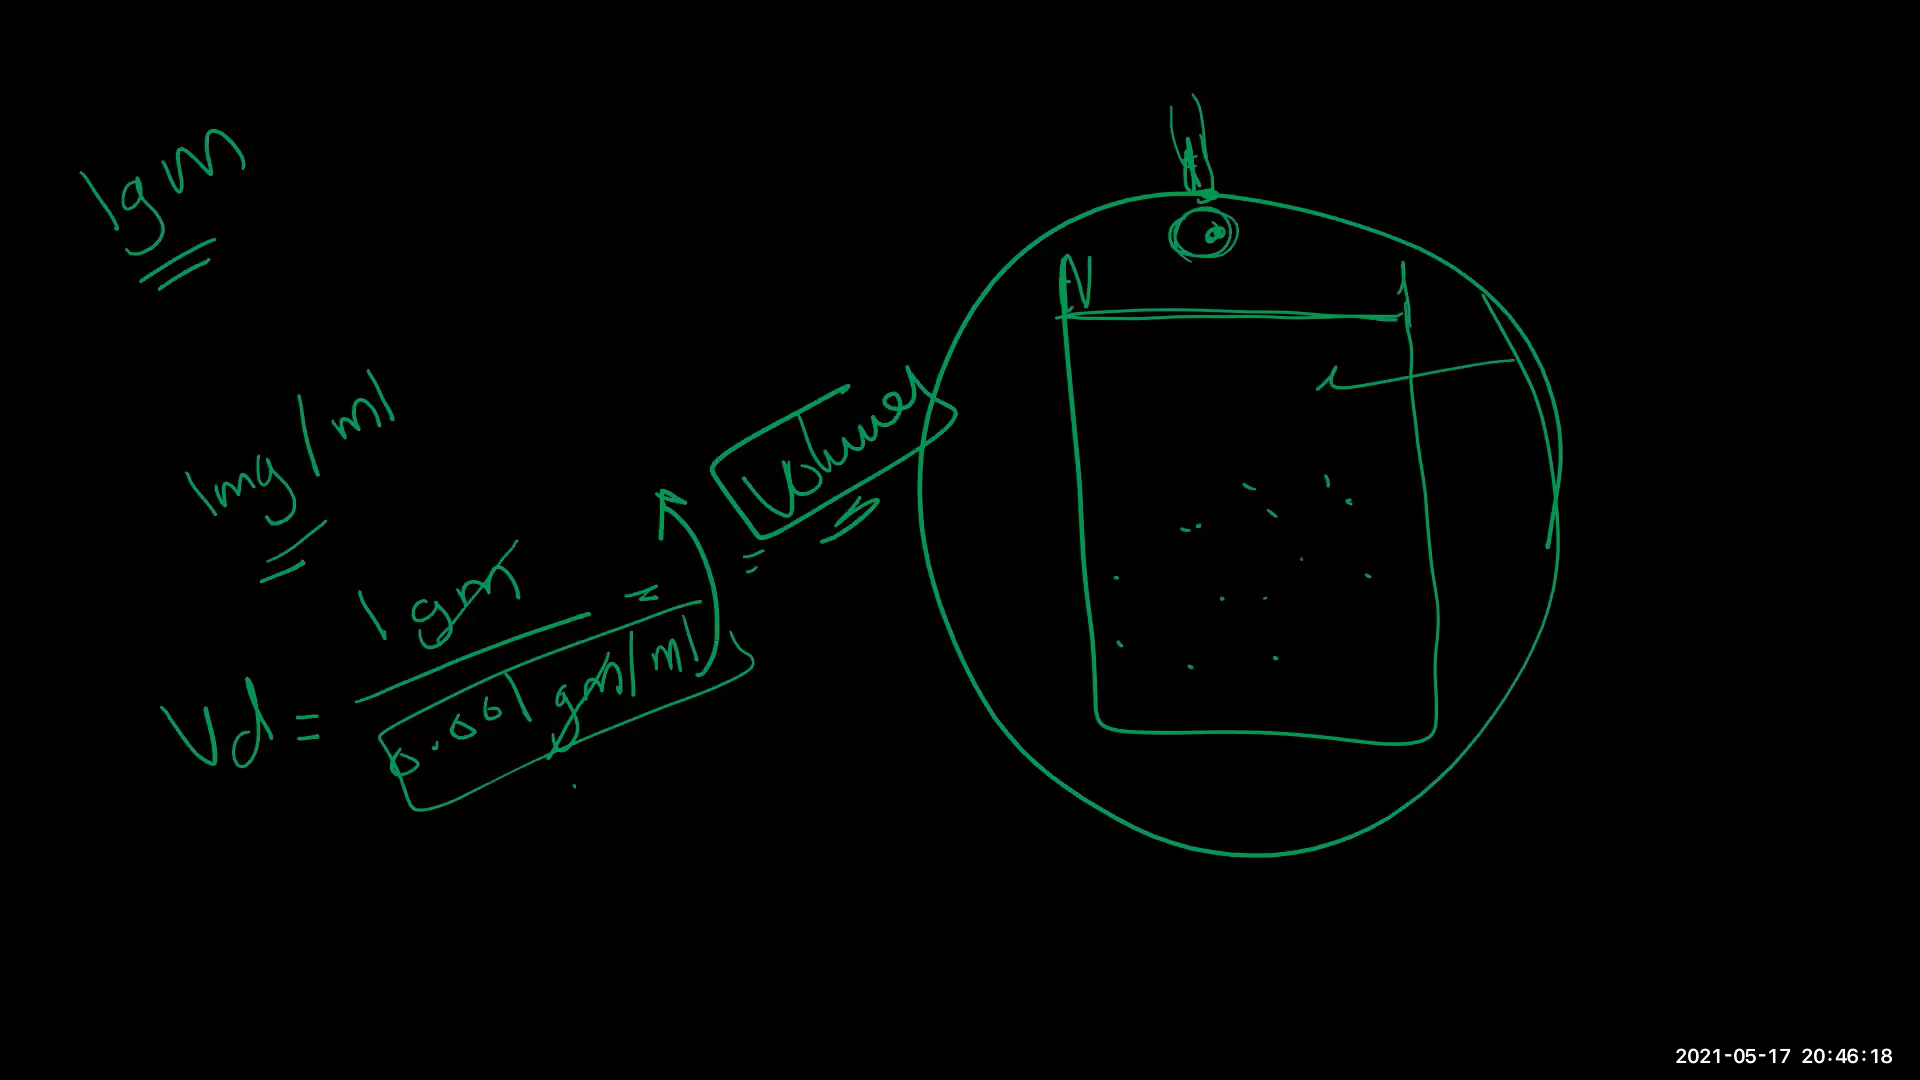 1gm
1mg/ml
Vd = 1 gm / 0.001 gm/ml =
= Volume
2021-05-17 20:46:18